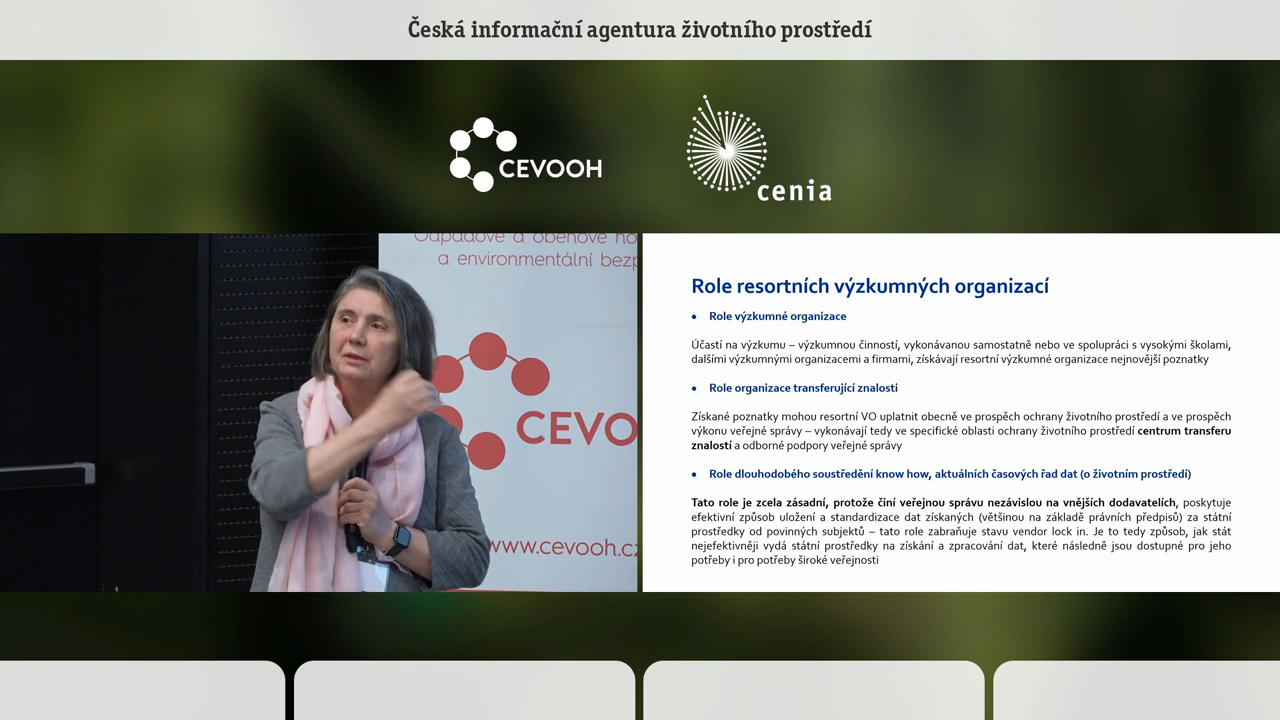 Česká informační agentura životního prostředí
CEVOOH
cenia
Odpadové a oběhové ho
a environmentální bezp
CEVO
www.cevooh.cz
Role resortních výzkumných organizací
• Role výzkumné organizace
Účastí na výzkumu – výzkumnou činností, vykonávanou samostatně nebo ve spolupráci s vysokými školami,
dalšími výzkumnými organizacemi a firmami, získávají resortní výzkumné organizace nejnovější poznatky
• Role organizace transferující znalosti
Získané poznatky mohou resortní VO uplatnit obecně ve prospěch ochrany životního prostředí a ve prospěch
výkonu veřejné správy – vykonávají tedy ve specifické oblasti ochrany životního prostředí centrum transferu
znalostí a odborné podpory veřejné správy
• Role dlouhodobého soustředění know how, aktuálních časových řad dat (o životním prostředí)
Tato role je zcela zásadní, protože činí veřejnou správu nezávislou na vnějších dodavatelích, poskytuje
efektivní způsob uložení a standardizace dat získaných (většinou na základě právních předpisů) za státní
prostředky od povinných subjektů – tato role zabraňuje stavu vendor lock in. Je to tedy způsob, jak stát
nejefektivněji vydá státní prostředky na získání a zpracování dat, které následně jsou dostupné pro jeho
potřeby i pro potřeby široké veřejnosti